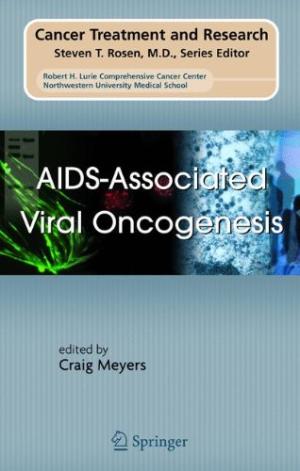 Cancer Treatment and Research
Steven T. Rosen, M.D., Series Editor
Robert H. Lurie Comprehensive Cancer Center
Northwestern University Medical School
AIDS-Associated
Viral Oncogenesis
edited by
Craig Meyers
Springer